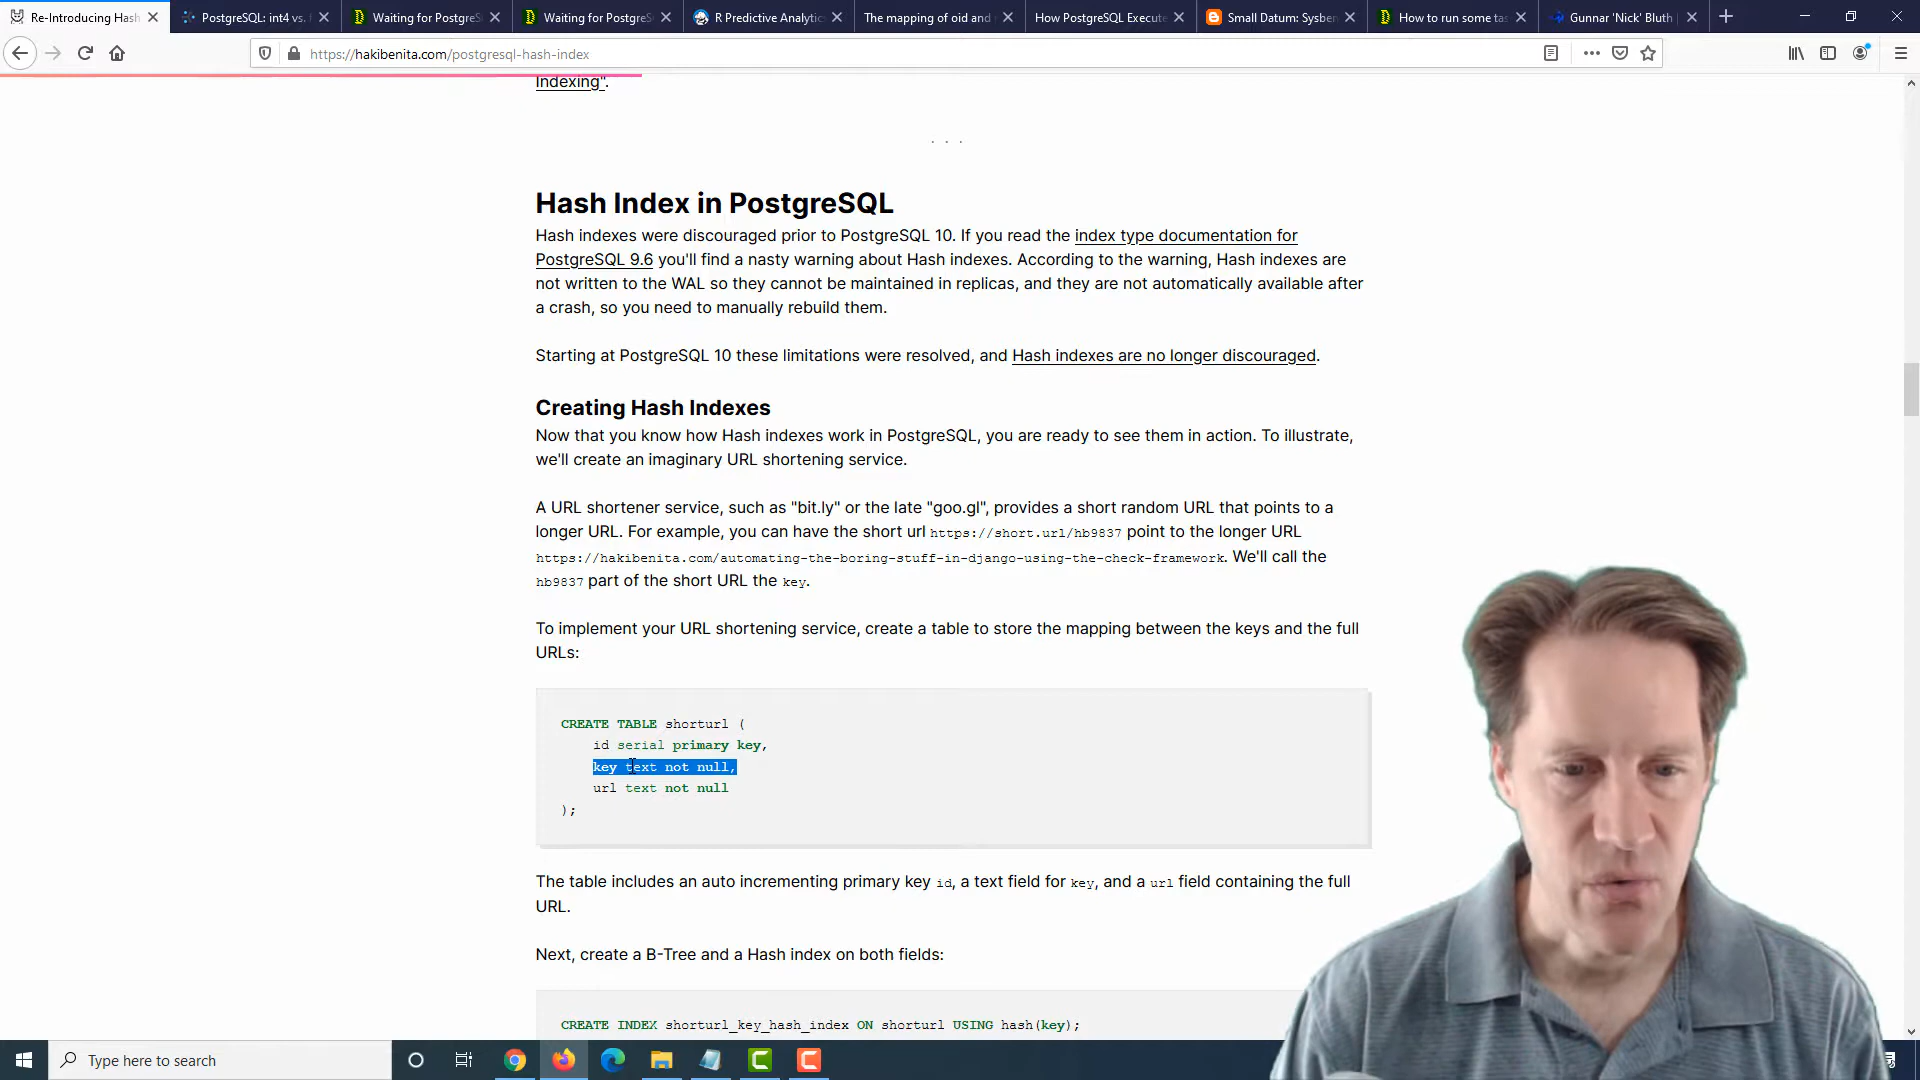 Re-Introducing Hash
PostgreSQL: int4 vs.
Waiting for PostgreS
Waiting for PostgreS
R Predictive Analytic
The mapping of oid and
How PostgreSQL Execute
Small Datum: Sysben
How to run some ta
Gunnar 'Nick' Bluth
https://hakibenita.com/postgresql-hash-index
Indexing".
. . .
Hash Index in PostgreSQL
Hash indexes were discouraged prior to PostgreSQL 10. If you read the index type documentation for
PostgreSQL 9.6 you'll find a nasty warning about Hash indexes. According to the warning, Hash indexes are
not written to the WAL so they cannot be maintained in replicas, and they are not automatically available after
a crash, so you need to manually rebuild them.
Starting at PostgreSQL 10 these limitations were resolved, and Hash indexes are no longer discouraged.
Creating Hash Indexes
Now that you know how Hash indexes work in PostgreSQL, you are ready to see them in action. To illustrate,
we'll create an imaginary URL shortening service.
A URL shortener service, such as "bit.ly" or the late "goo.gl", provides a short random URL that points to a
longer URL. For example, you can have the short url https://short.url/hb9837 point to the longer URL
https://hakibenita.com/automating-the-boring-stuff-in-django-using-the-check-framework. We'll call the
hb9837 part of the short URL the key.
To implement your URL shortening service, create a table to store the mapping between the keys and the full
URLs:
CREATE TABLE shorturl (
id serial primary key,
key text not null,
url text not null
);
The table includes an auto incrementing primary key id, a text field for key, and a url field containing the full
URL.
Next, create a B-Tree and a Hash index on both fields:
CREATE INDEX shorturl_key_hash_index ON shorturl USING hash(key);
Type here to search